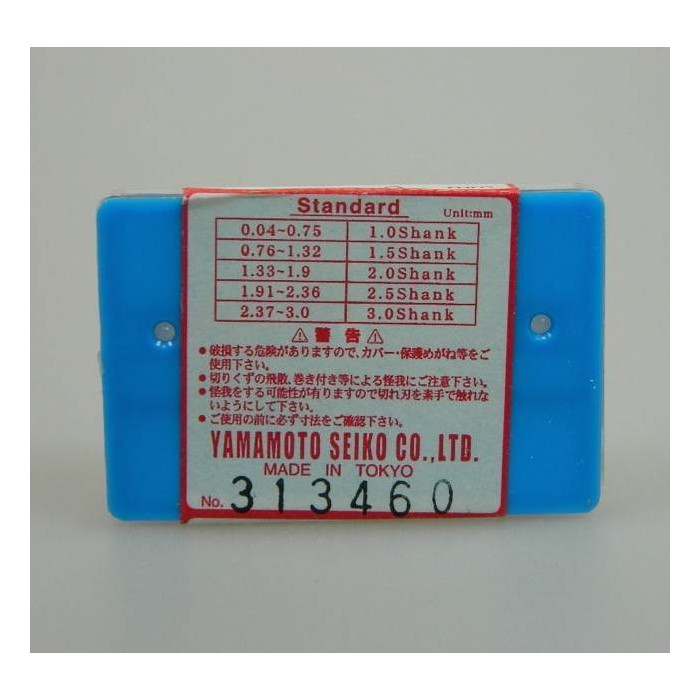 Standard
Unit:mm
0.04~0.75 1.0Shank
0.76~1.32 1.5Shank
1.33~1.9 2.0Shank
1.91~2.36 2.5Shank
2.37~3.0 3.0Shank
⚠警告⚠
●破損する危険がありますので、カバー・保護めがね等をご
使用下さい。
●切りくずの飛散、巻き付き等による怪我にご注意下さい。
●怪我をする可能性が有りますので切れ刃を素手で触れな
いようにして下さい。
●ご使用の前に必ず寸法をご確認下さい。
YAMAMOTO SEIKO CO.,LTD.
MADE IN TOKYO
No. 313460